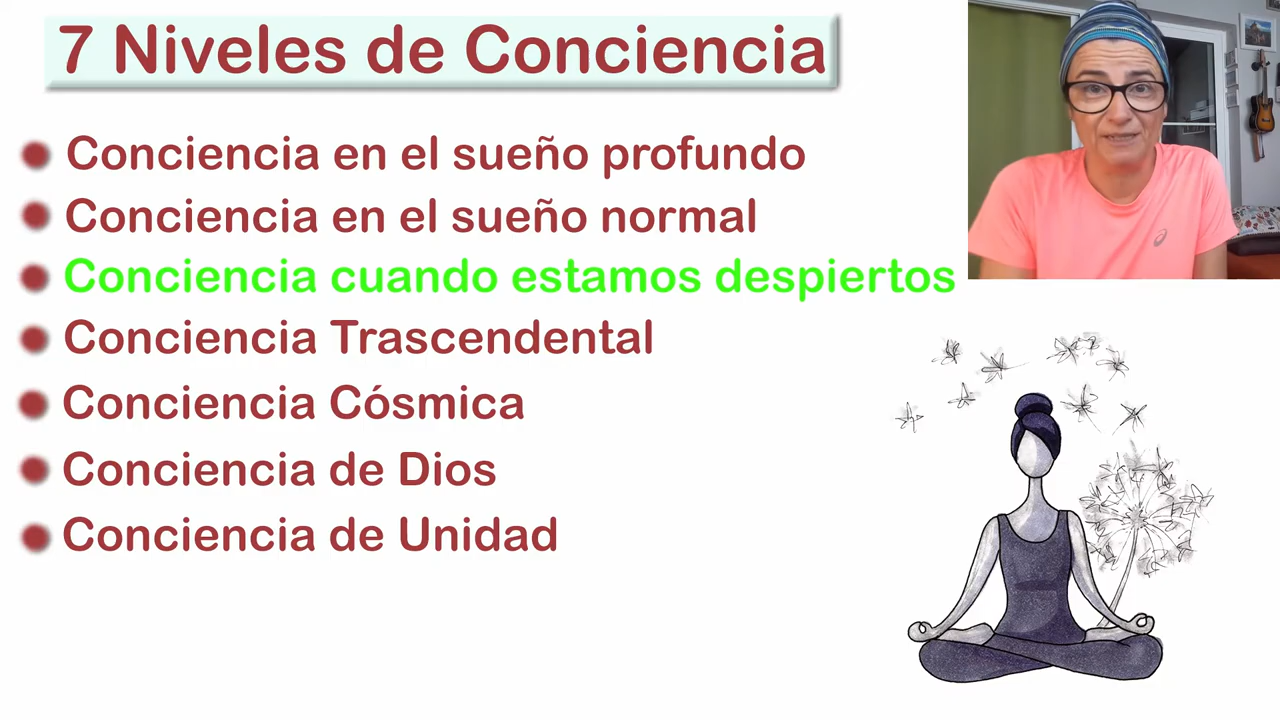 7 Niveles de Conciencia
Conciencia en el sueño profundo
Conciencia en el sueño normal
Conciencia cuando estamos despiertos
Conciencia Trascendental
Conciencia Cósmica
Conciencia de Dios
Conciencia de Unidad